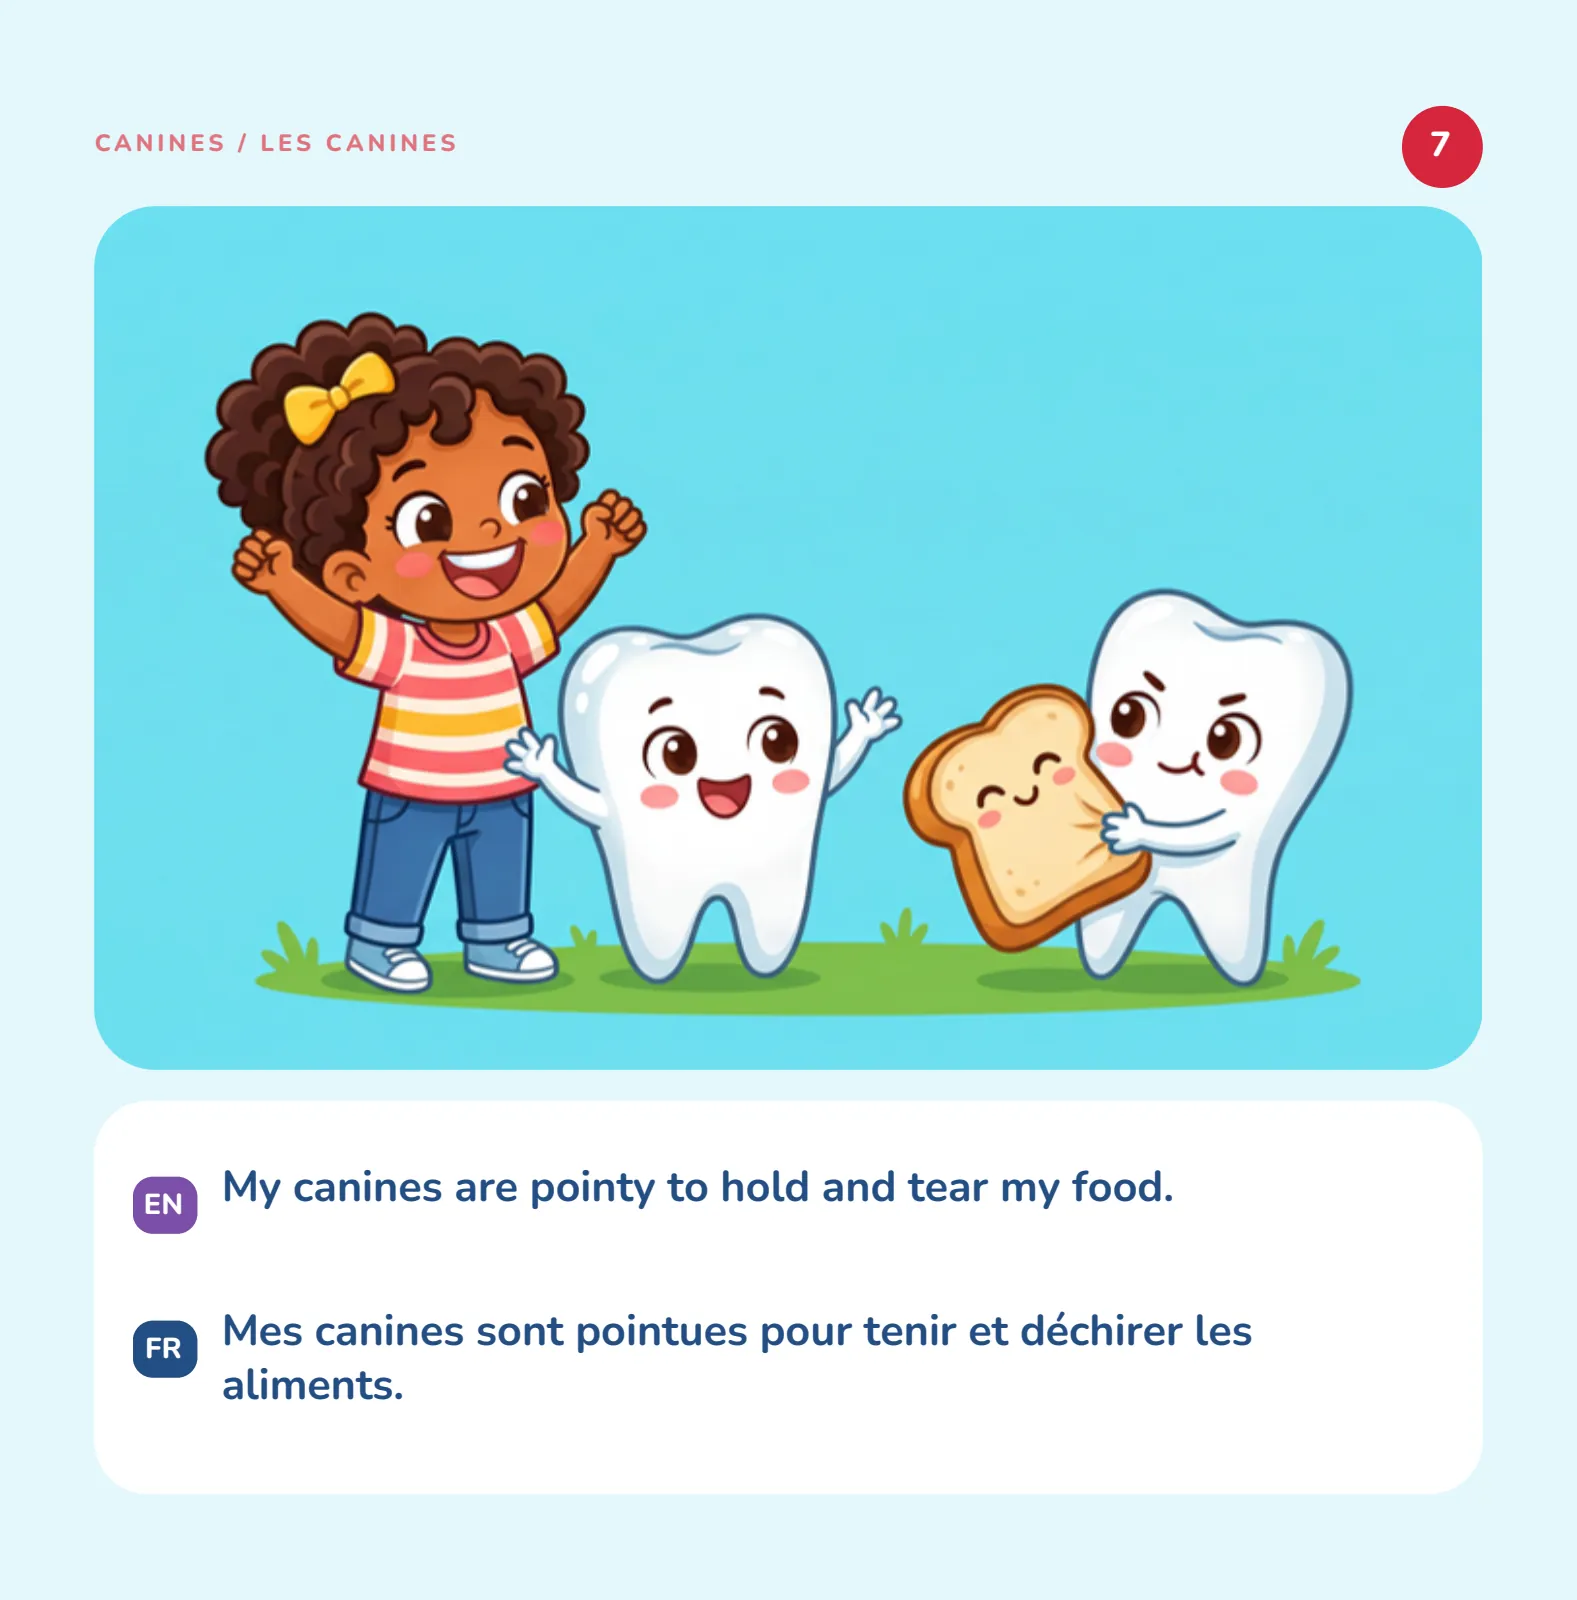 CANINES / LES CANINES
7
EN
My canines are pointy to hold and tear my food.
FR
Mes canines sont pointues pour tenir et déchirer les
aliments.